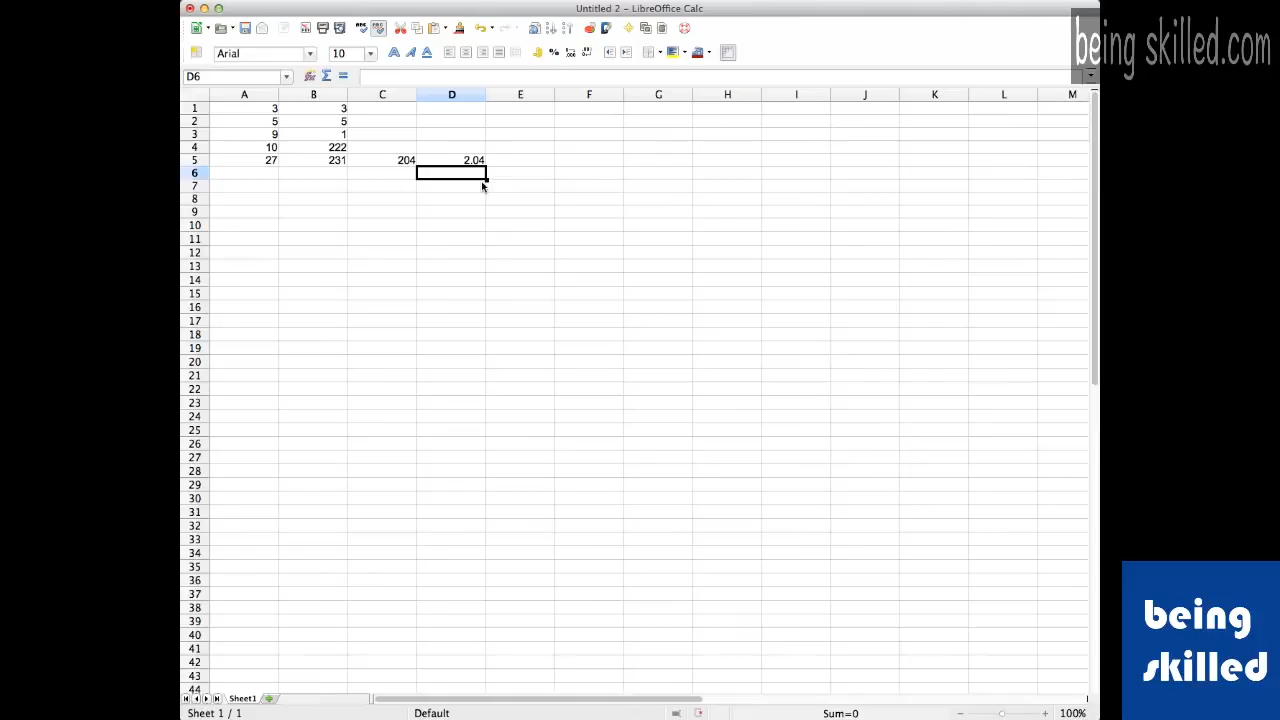 Untitled 2 - LibreOffice Calc
being skilled.com
Arial 10
D6
A B C D E F G H I J K L M
1 3 3
2 5 5
3 9 1
4 10 222
5 27 231 204 2.04
6
7
8
9
10
11
12
13
14
15
16
17
18
19
20
21
22
23
24
25
26
27
28
29
30
31
32
33
34
35
36
37
38
39
40
41
42
43
44
Sheet1
Sheet 1 / 1 Default Sum=0 100%
being
skilled